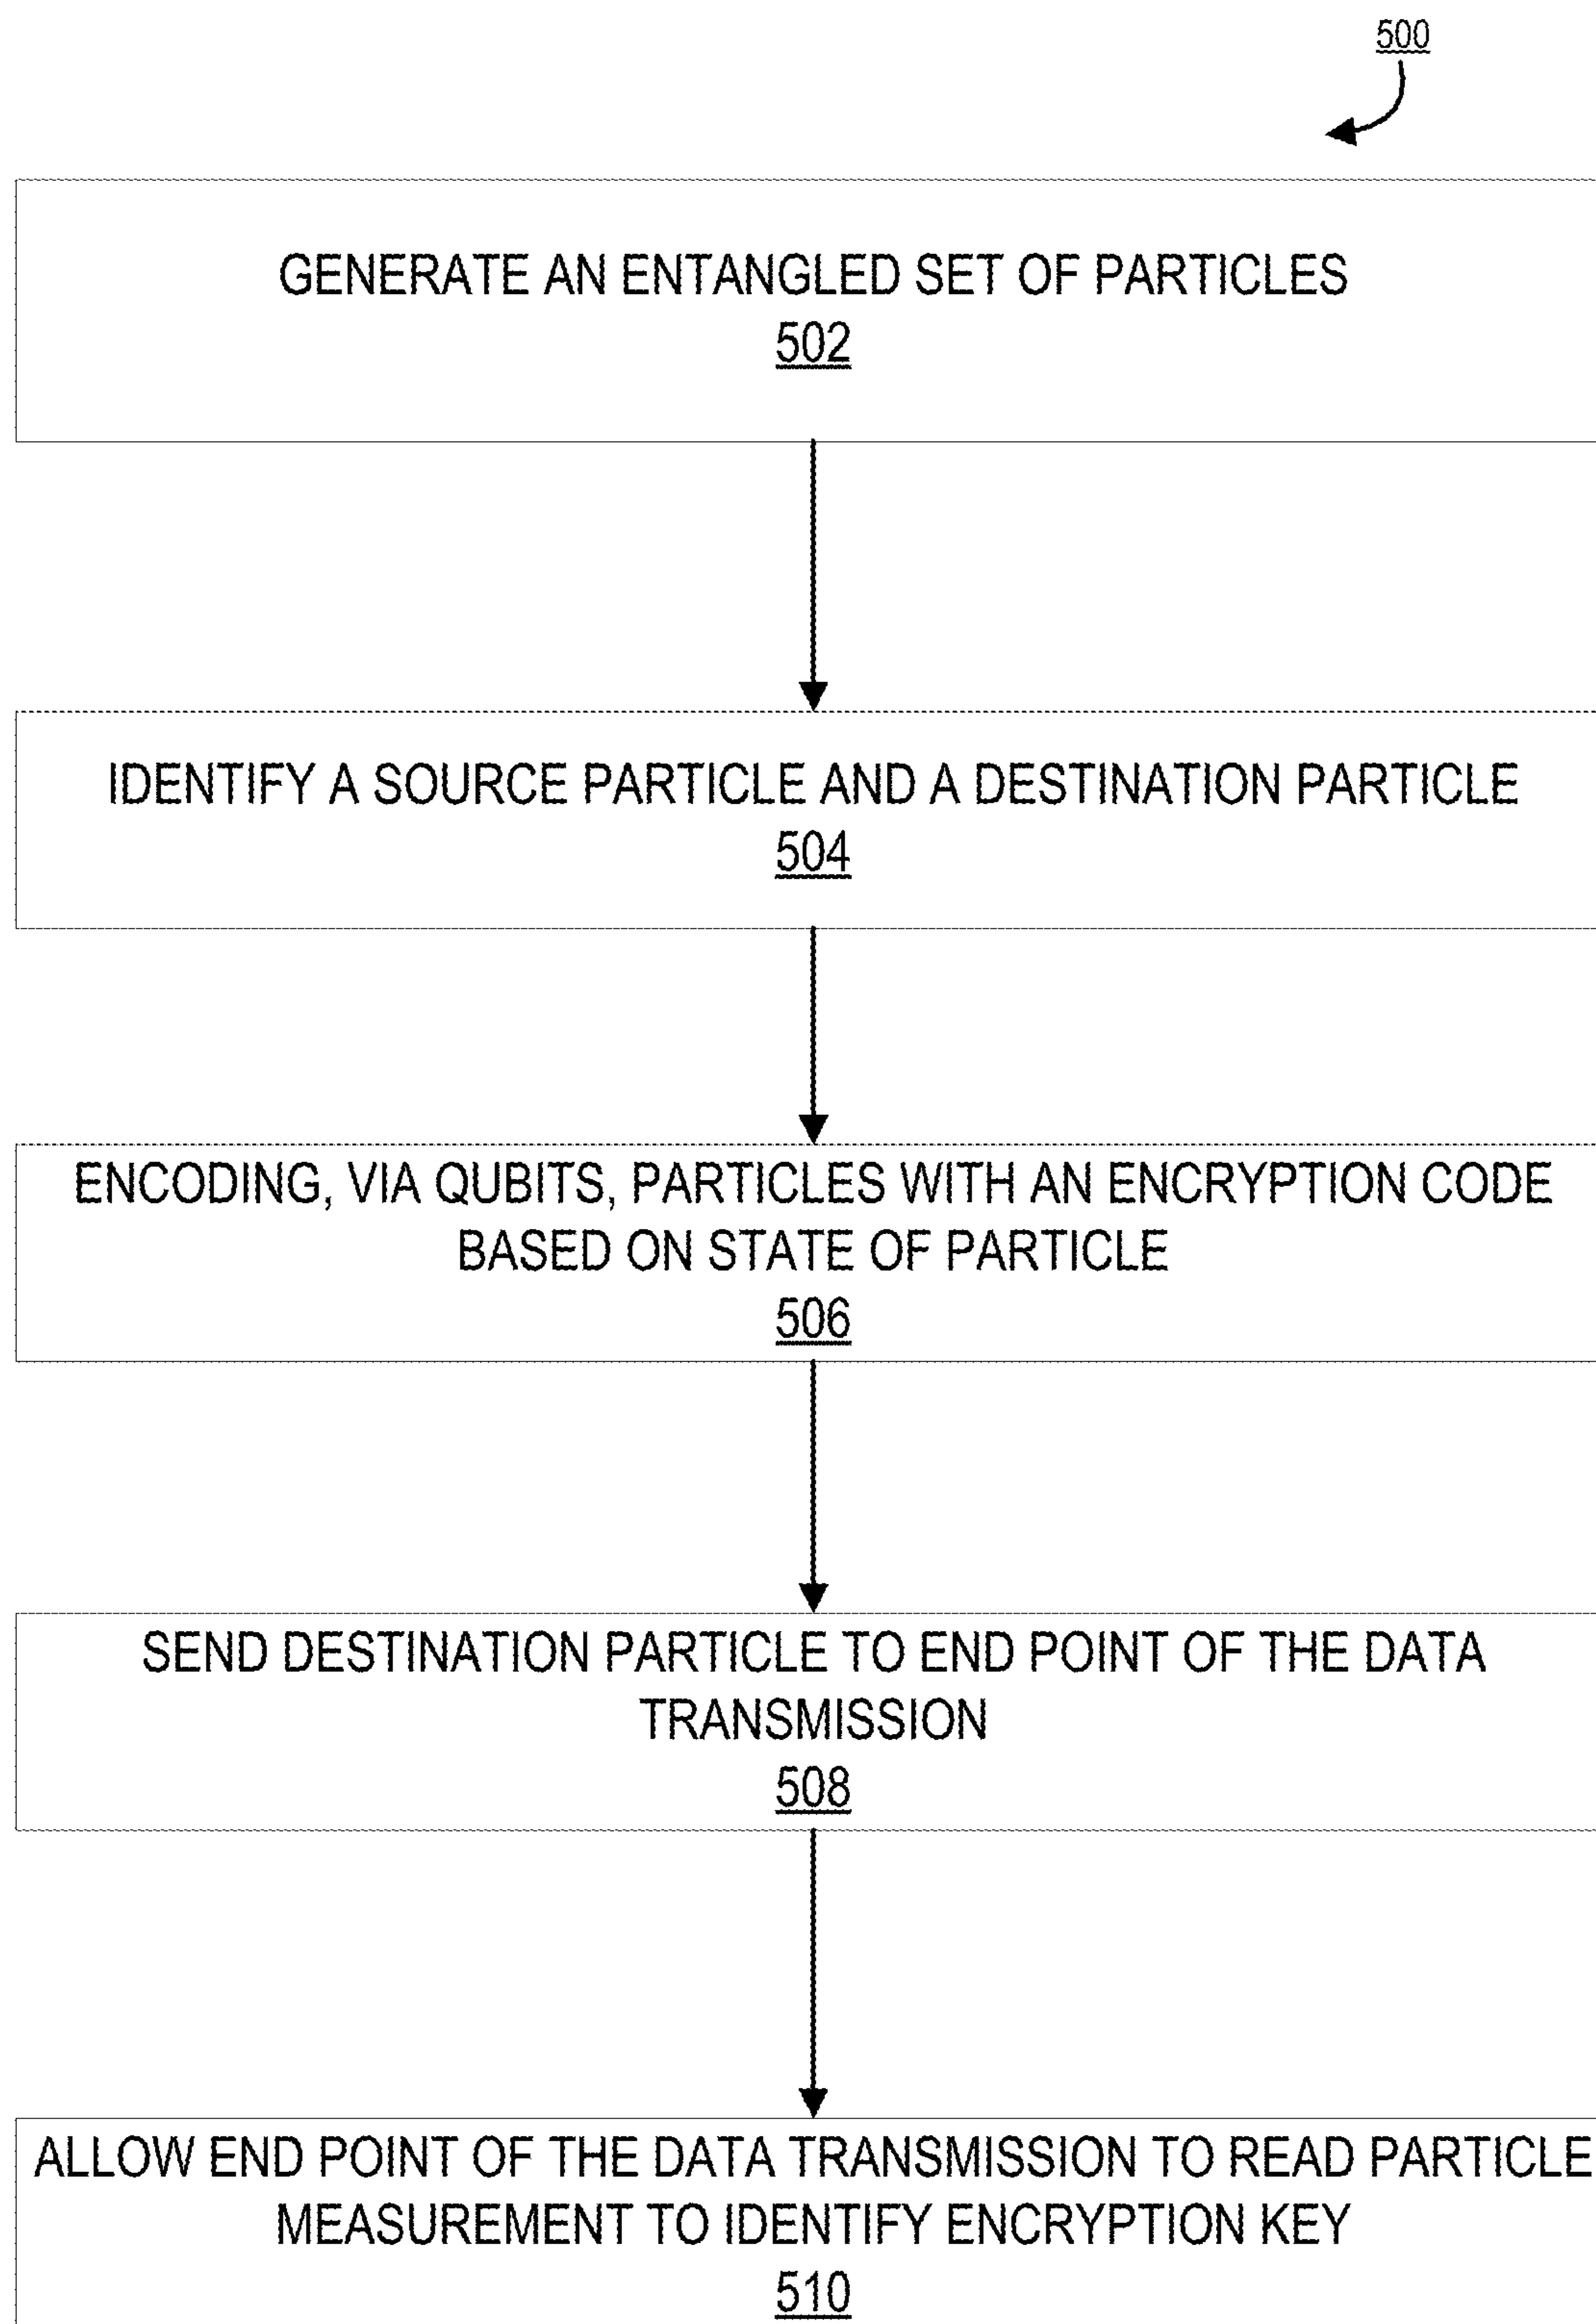 500
GENERATE AN ENTANGLED SET OF PARTICLES
502
IDENTIFY A SOURCE PARTICLE AND A DESTINATION PARTICLE
504
ENCODING, VIA QUBITS, PARTICLES WITH AN ENCRYPTION CODE
BASED ON STATE OF PARTICLE
506
SEND DESTINATION PARTICLE TO END POINT OF THE DATA
TRANSMISSION
508
ALLOW END POINT OF THE DATA TRANSMISSION TO READ PARTICLE
MEASUREMENT TO IDENTIFY ENCRYPTION KEY
510